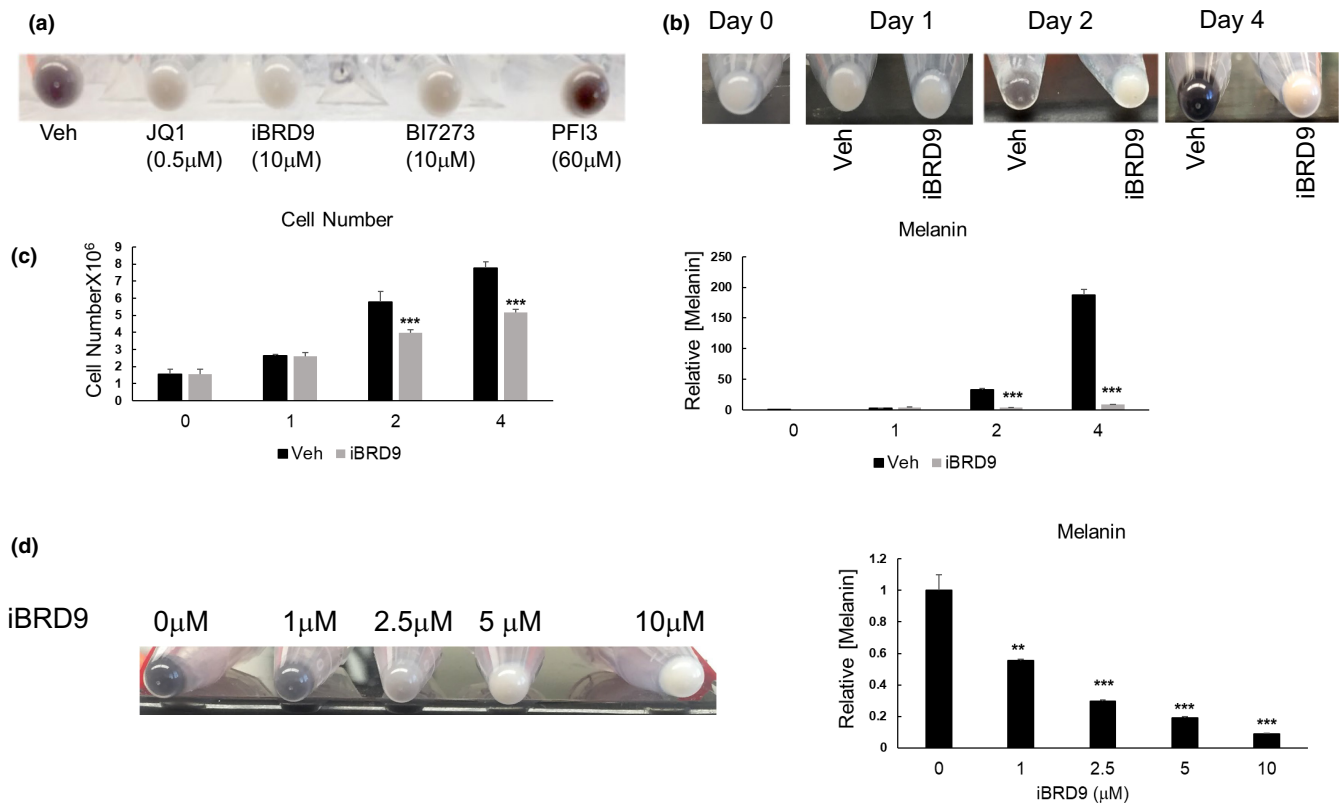 (a)
Veh JQ1 iBRD9 BI7273 PFI3
(0.5μM) (10μM) (10μM) (60μM)
(b) Day 0 Day 1 Day 2 Day 4
Veh iBRD9 Veh iBRD9 Veh iBRD9
(c)
Cell Number
Cell NumberX10⁶
9
8
7
6
5
4
3
2
1
0
***
***
0 1 2 4
Veh iBRD9
Melanin
Relative [Melanin]
250
200
150
100
50
0
***
***
0 1 2 4
Veh iBRD9
(d)
iBRD9 0μM 1μM 2.5μM 5 μM 10μM
Melanin
Relative [Melanin]
1.2
1
0.8
0.6
0.4
0.2
0
**
***
***
***
0 1 2.5 5 10
iBRD9 (μM)